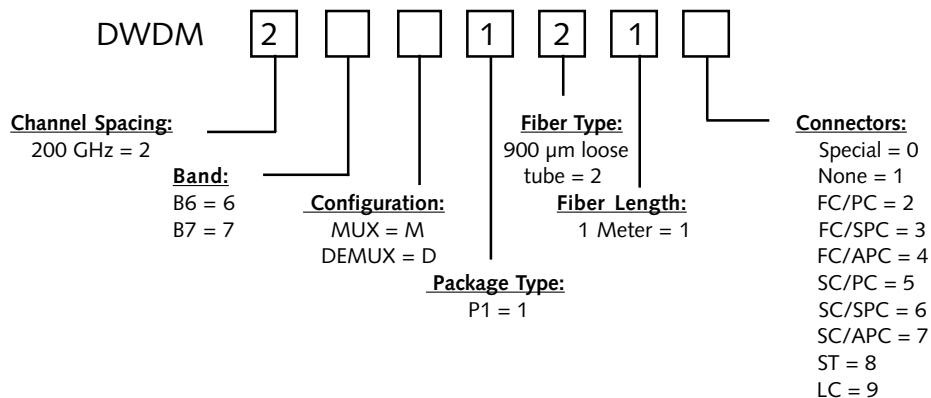 DWDM 2 1 2 1
Channel Spacing:
200 GHz = 2
Band:
B6 = 6
B7 = 7
Configuration:
MUX = M
DEMUX = D
Package Type:
P1 = 1
Fiber Type:
900 µm loose
tube = 2
Fiber Length:
1 Meter = 1
Connectors:
Special = 0
None = 1
FC/PC = 2
FC/SPC = 3
FC/APC = 4
SC/PC = 5
SC/SPC = 6
SC/APC = 7
ST = 8
LC = 9